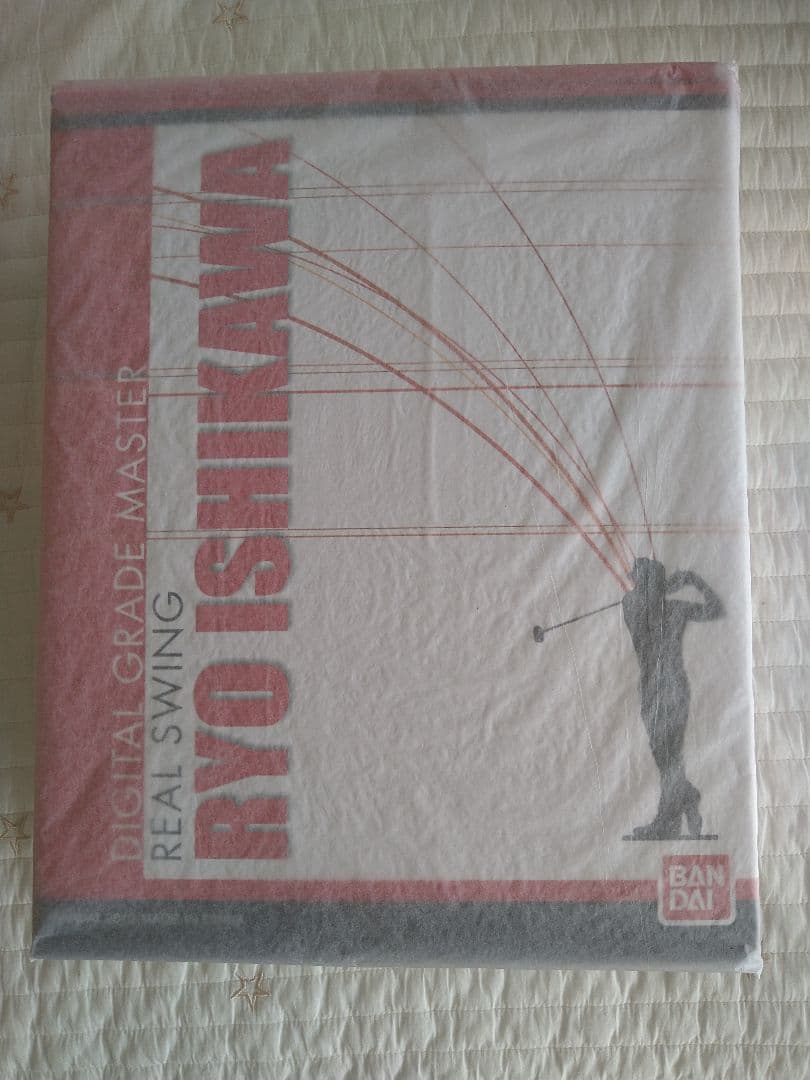 DIGITAL GRADE MASTER
REAL SWING
RYO ISHIKAWA
BAN
DAI